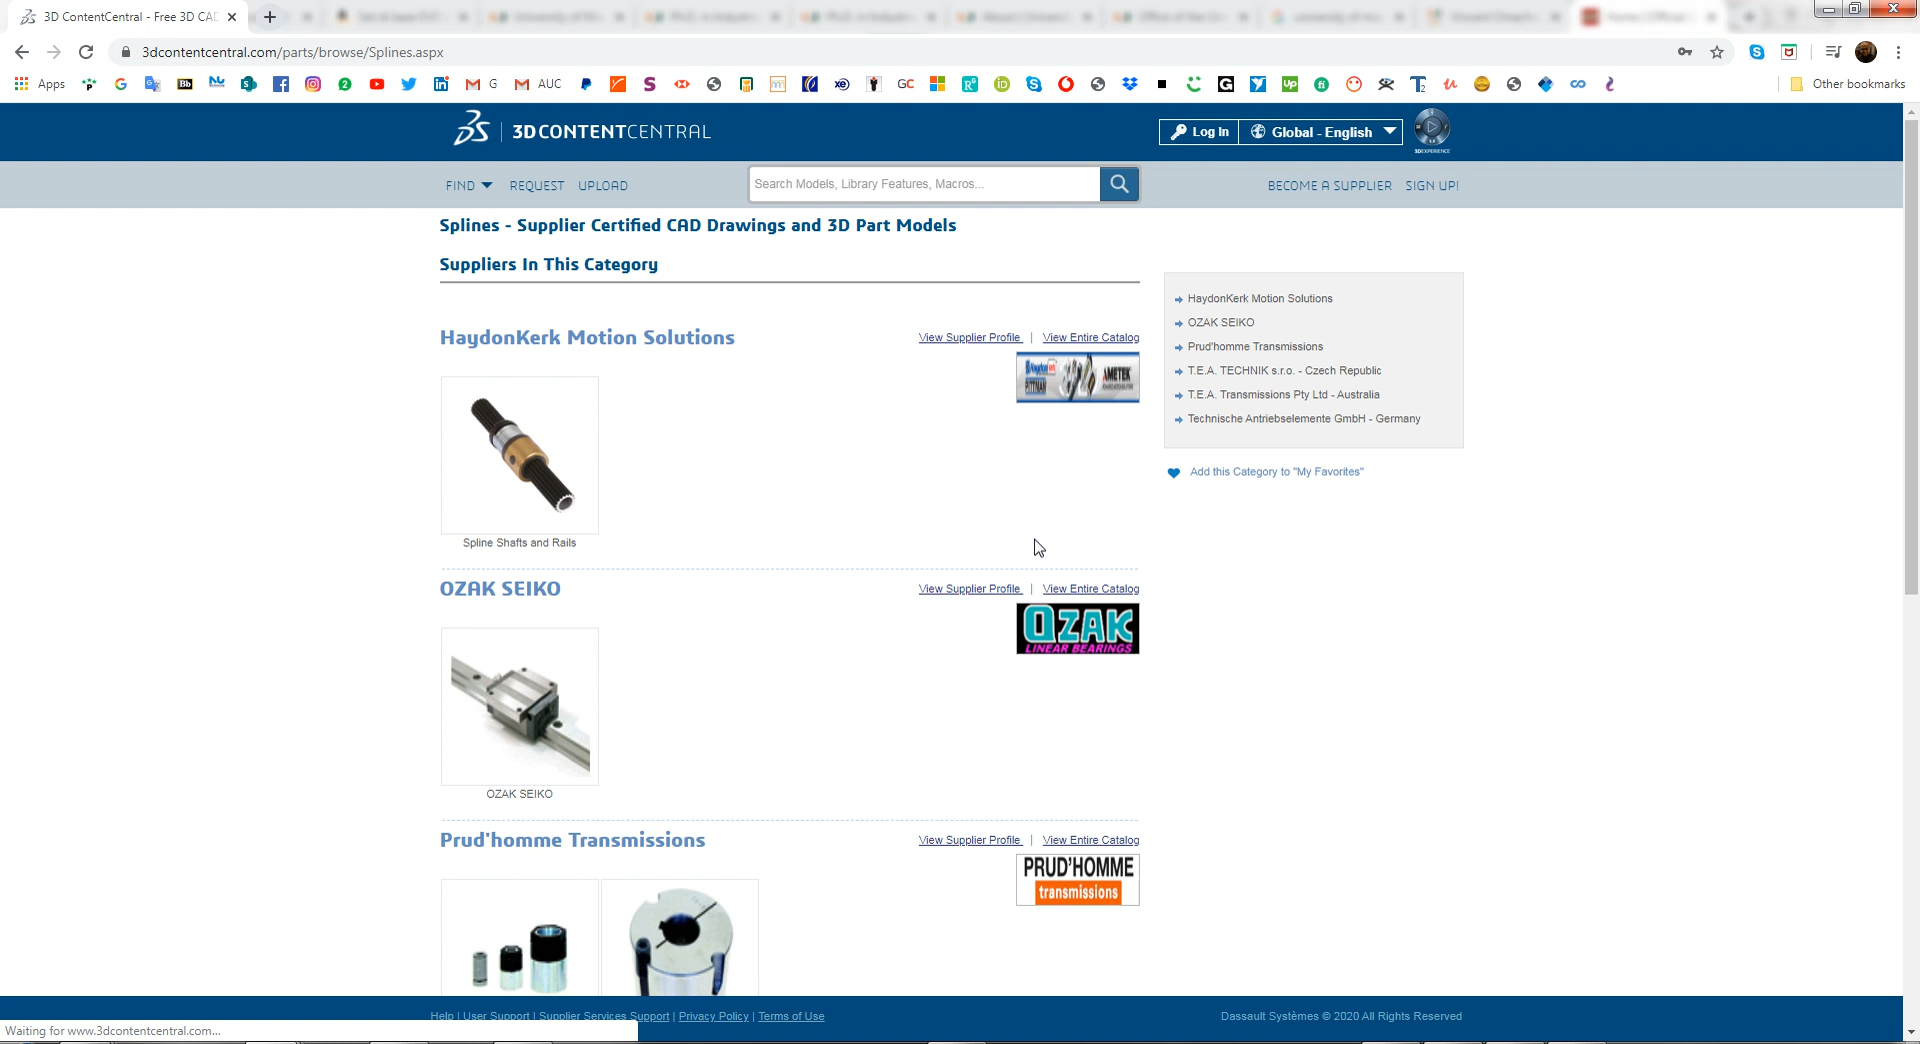 3D ContentCentral - Free 3D CAD
3dcontentcentral.com/parts/browse/Splines.aspx
Apps
G
AUC
GC
Other bookmarks
3DCONTENTCENTRAL
Log In
Global - English
3DEXPERIENCE
FIND
REQUEST
UPLOAD
Search Models, Library Features, Macros...
BECOME A SUPPLIER
SIGN UP!
Splines - Supplier Certified CAD Drawings and 3D Part Models
Suppliers In This Category
HaydonKerk Motion Solutions
View Supplier Profile | View Entire Catalog
PITTMAN
AMETEK
Spline Shafts and Rails
OZAK SEIKO
View Supplier Profile | View Entire Catalog
OZAK
LINEAR BEARINGS
OZAK SEIKO
Prud'homme Transmissions
View Supplier Profile | View Entire Catalog
PRUD'HOMME
transmissions
HaydonKerk Motion Solutions
OZAK SEIKO
Prud'homme Transmissions
T.E.A. TECHNIK s.r.o. - Czech Republic
T.E.A. Transmissions Pty Ltd - Australia
Technische Antriebselemente GmbH - Germany
Add this Category to "My Favorites"
Help | User Support | Supplier Services Support | Privacy Policy | Terms of Use
Dassault Systèmes © 2020 All Rights Reserved
Waiting for www.3dcontentcentral.com...